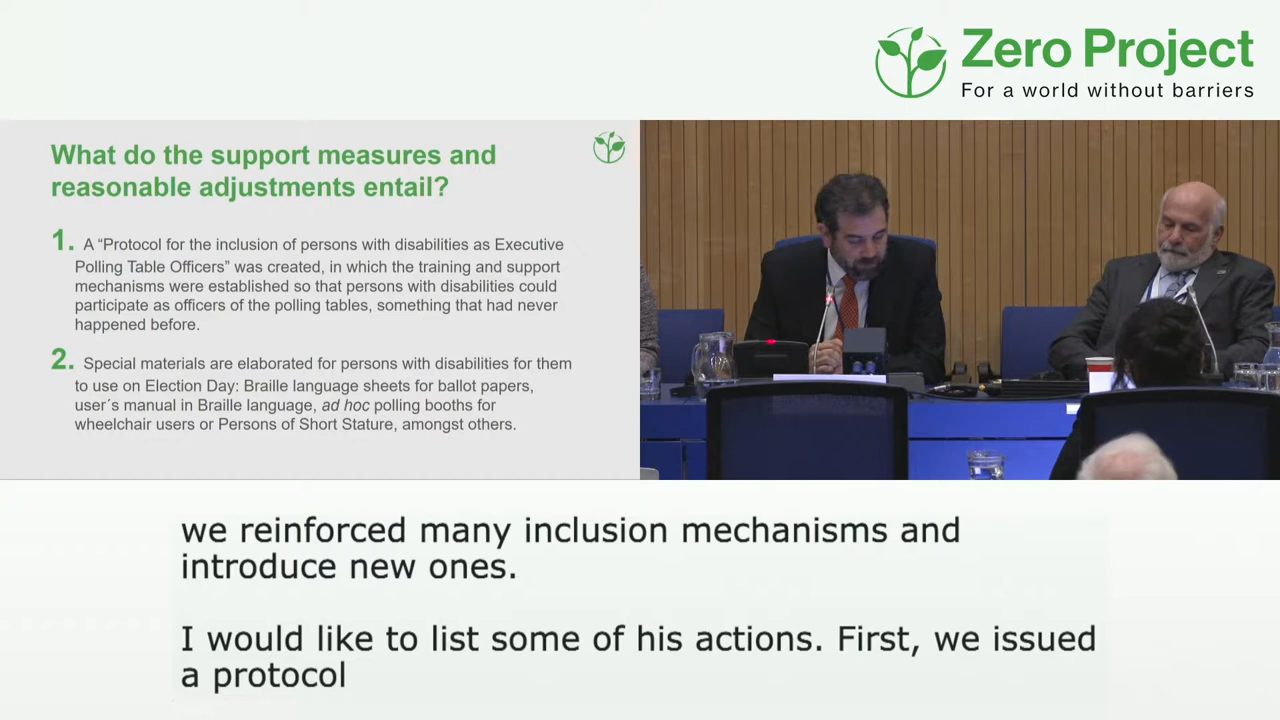 Zero Project
For a world without barriers
What do the support measures and
reasonable adjustments entail?
1. A “Protocol for the inclusion of persons with disabilities as Executive
Polling Table Officers” was created, in which the training and support
mechanisms were established so that persons with disabilities could
participate as officers of the polling tables, something that had never
happened before.
2. Special materials are elaborated for persons with disabilities for them
to use on Election Day: Braille language sheets for ballot papers,
user´s manual in Braille language, ad hoc polling booths for
wheelchair users or Persons of Short Stature, amongst others.
we reinforced many inclusion mechanisms and
introduce new ones.
I would like to list some of his actions. First, we issued
a protocol